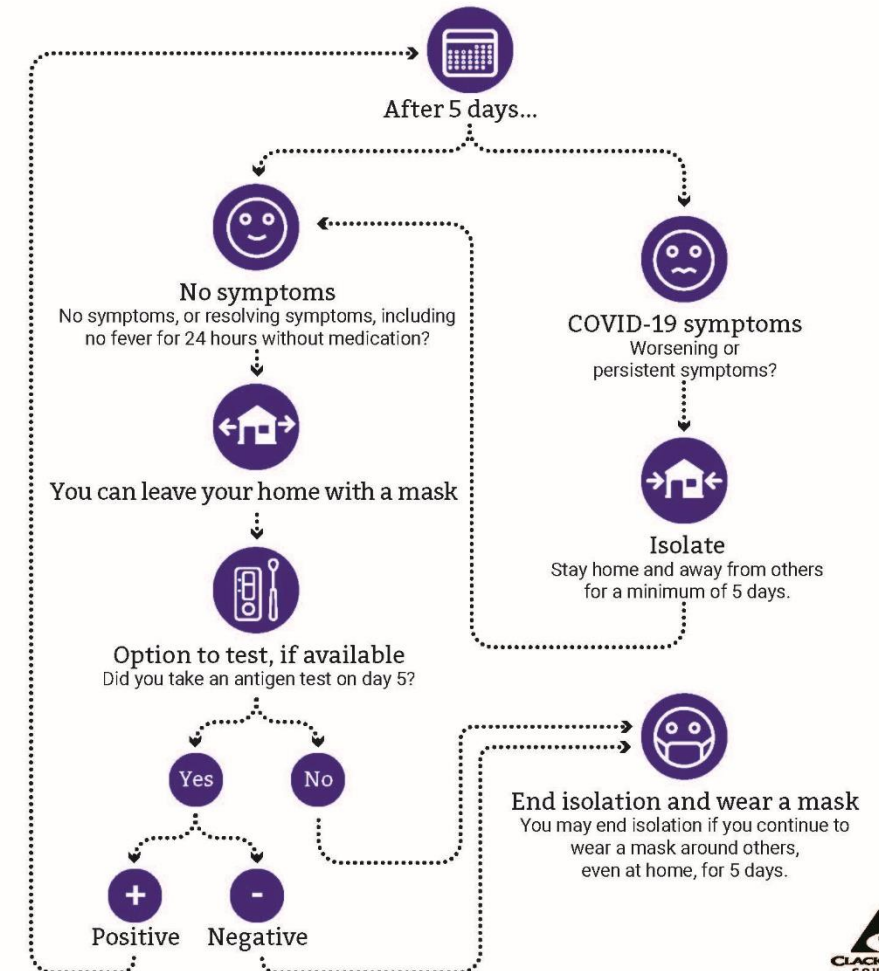 After 5 days...
No symptoms
No symptoms, or resolving symptoms, including
no fever for 24 hours without medication?
COVID-19 symptoms
Worsening or
persistent symptoms?
You can leave your home with a mask
Isolate
Stay home and away from others
for a minimum of 5 days.
Option to test, if available
Did you take an antigen test on day 5?
Yes
No
End isolation and wear a mask
You may end isolation if you continue to
wear a mask around others,
even at home, for 5 days.
+
-
Positive
Negative